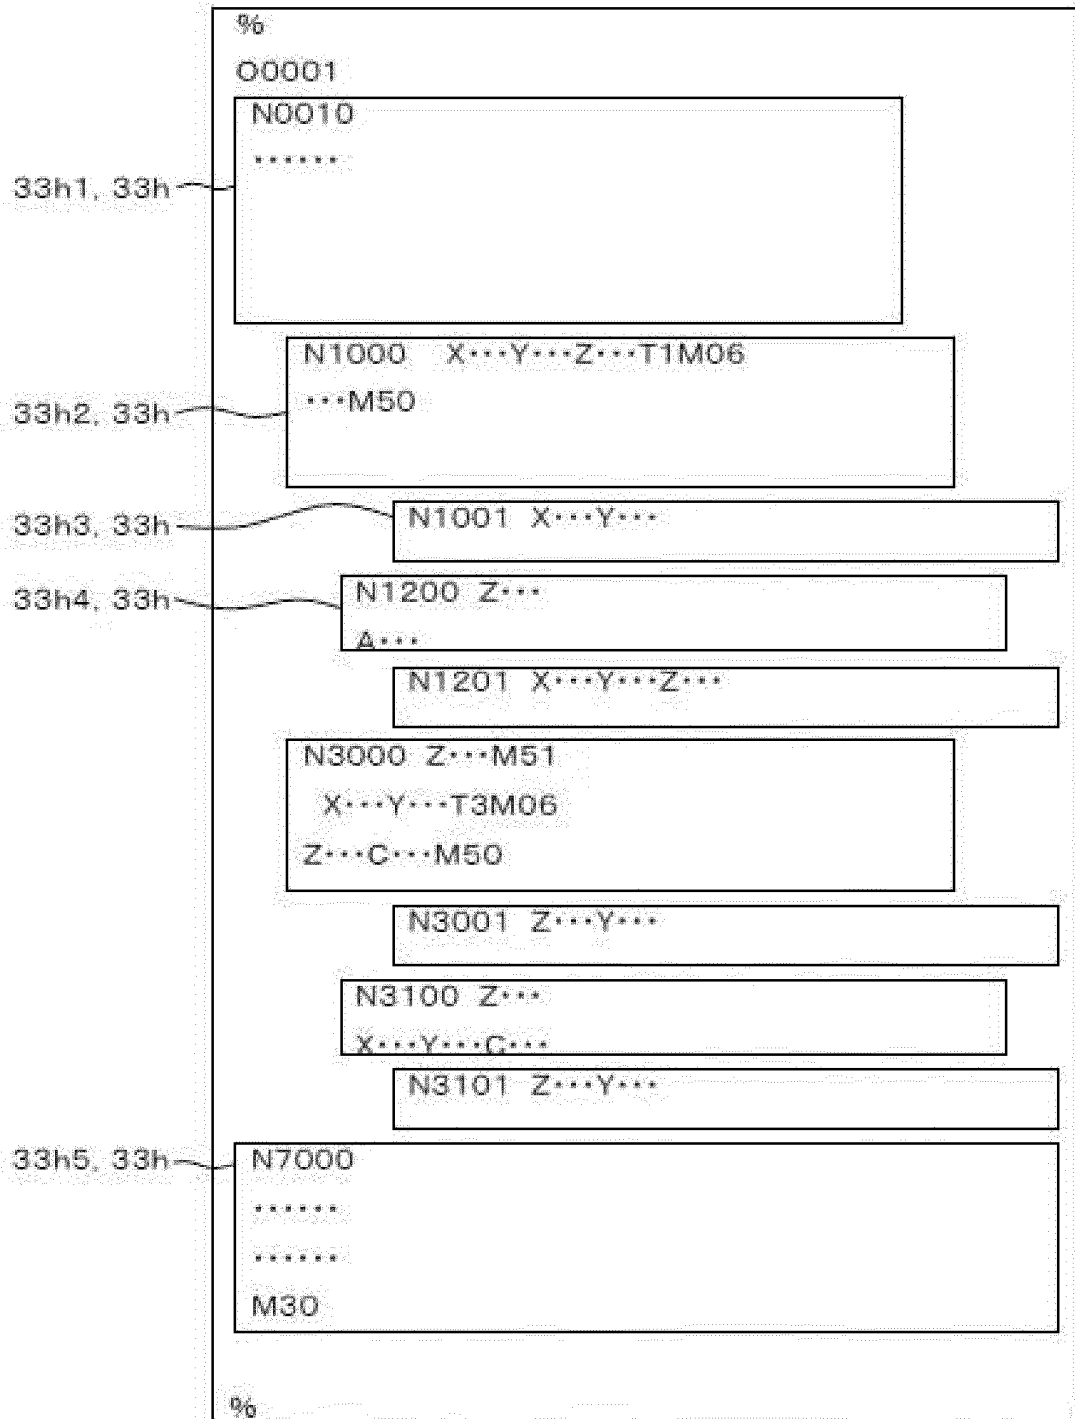 %
O0001
N0010
······
33h1, 33h
N1000 X···Y···Z···T1M06
···M50
33h2, 33h
N1001 X···Y···
33h3, 33h
N1200 Z···
33h4, 33h
A···
N1201 X···Y···Z···
N3000 Z···M51
X···Y···T3M06
Z···C···M50
N3001 Z···Y···
N3100 Z···
X···Y···C···
N3101 Z···Y···
33h5, 33h
N7000
······
······
M30
%